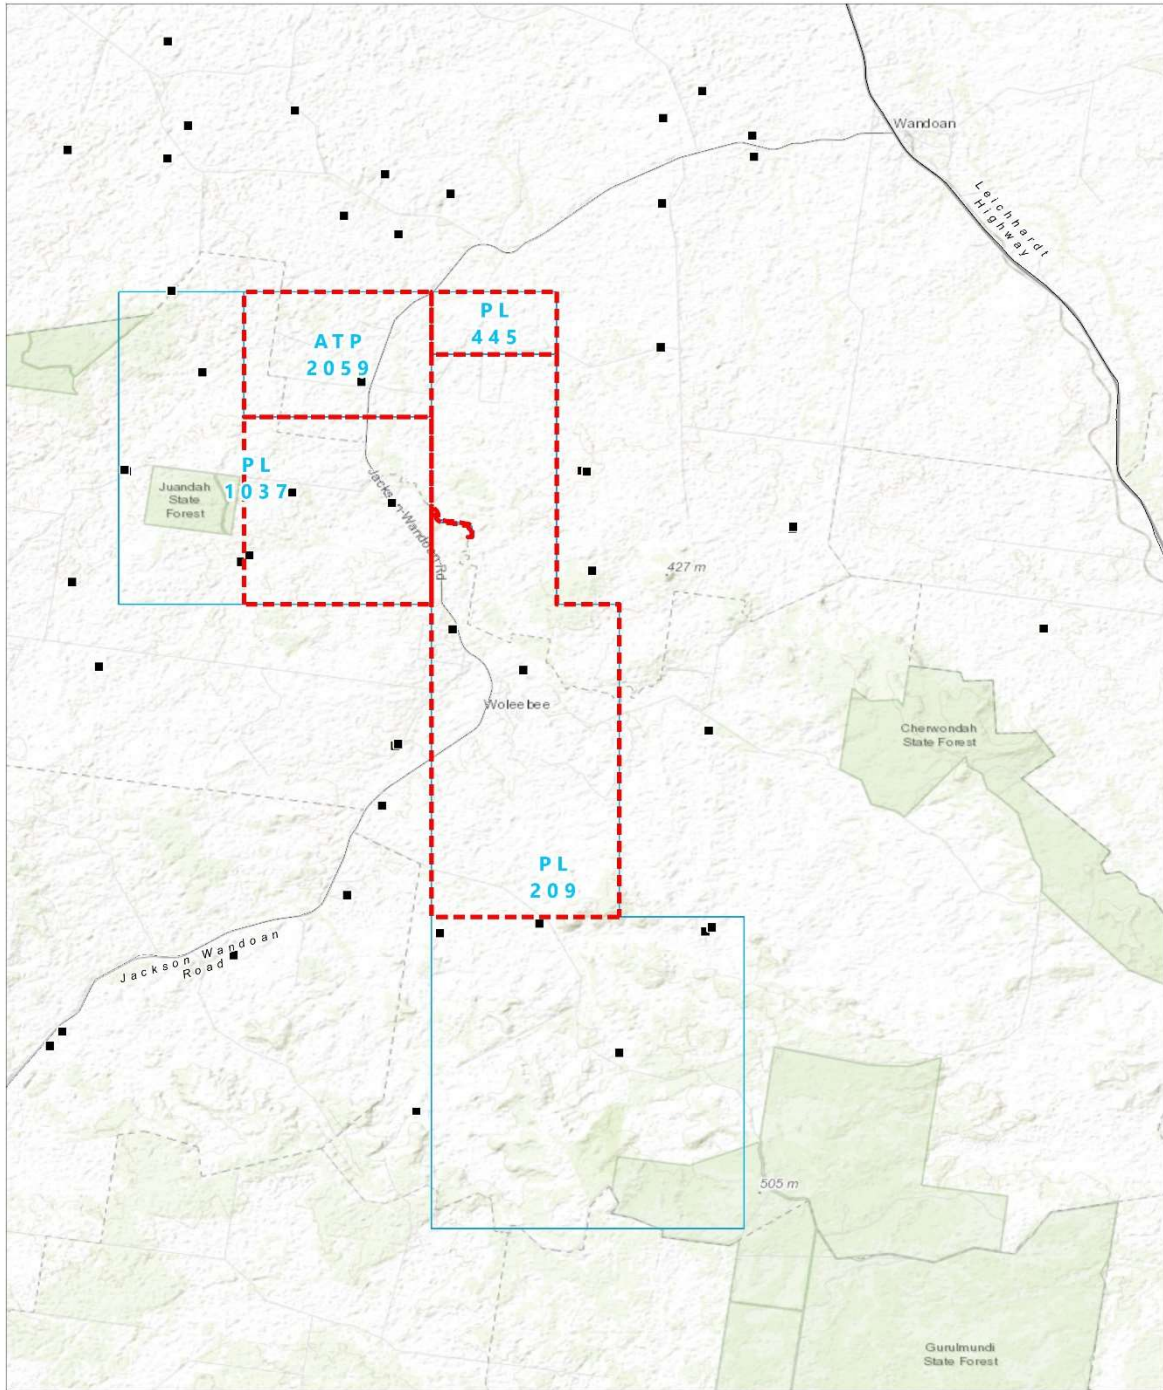 Wandoan
Leichhardt
Highway
PL
445
ATP
2059
PL
1037
Juandah
State
Forest
Jackson-Wandoan Rd
427 m
Woleebee
Cherwondah
State Forest
PL
209
Jackson Wandoan
Road
505 m
Gurulmundi
State Forest